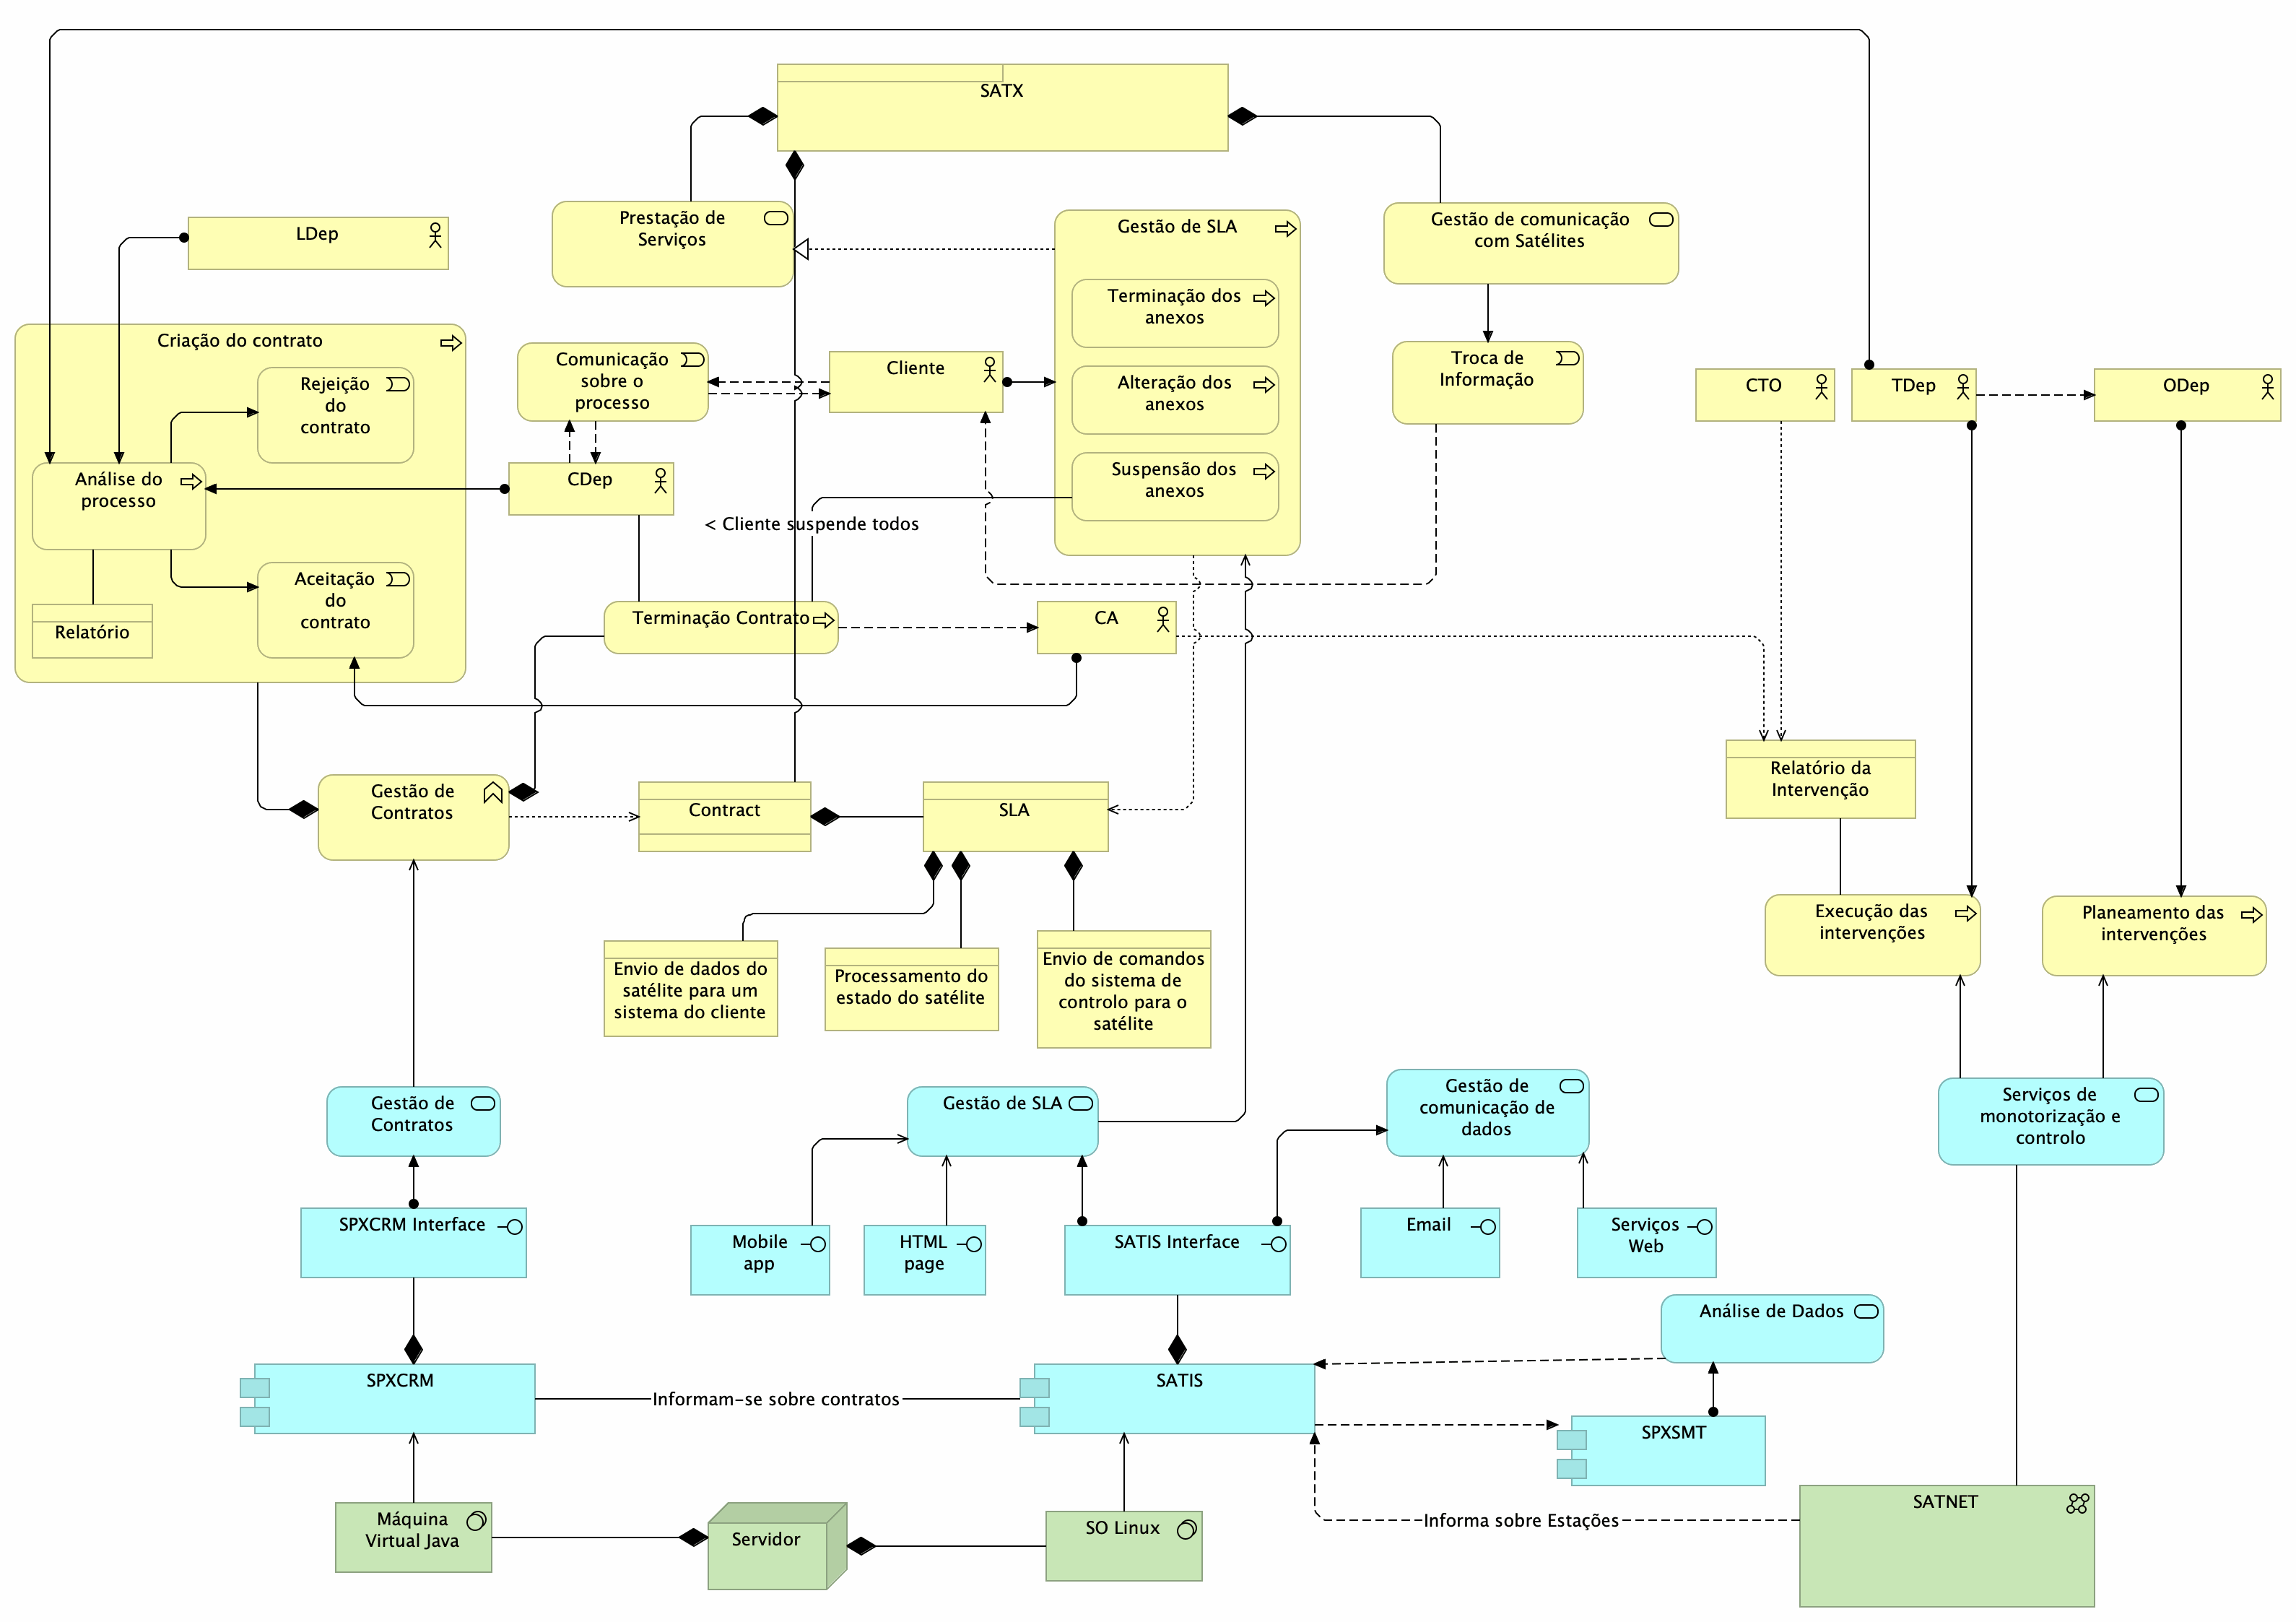 SATX
Prestação de
Serviços
Gestão de SLA
Gestão de comunicação
com Satélites
LDep
Terminação dos
anexos
Criação do contrato
Comunicação
sobre o
processo
Cliente
Troca de
Informação
Rejeição
do
contrato
Alteração dos
anexos
CTO
TDep
ODep
Análise do
processo
CDep
Suspensão dos
anexos
< Cliente suspende todos
Aceitação
do
contrato
Relatório
Terminação Contrato
CA
Relatório da
Intervenção
Gestão de
Contratos
Contract
SLA
Execução das
intervenções
Planeamento das
intervenções
Envio de dados do
satélite para um
sistema do cliente
Processamento do
estado do satélite
Envio de comandos
do sistema de
controlo para o
satélite
Gestão de
Contratos
Gestão de SLA
Gestão de
comunicação de
dados
Serviços de
monotorização e
controlo
SPXCRM Interface
Mobile
app
HTML
page
SATIS Interface
Email
Serviços
Web
Análise de Dados
SPXCRM
Informam-se sobre contratos
SATIS
SPXSMT
Máquina
Virtual Java
Servidor
SO Linux
Informa sobre Estações
SATNET